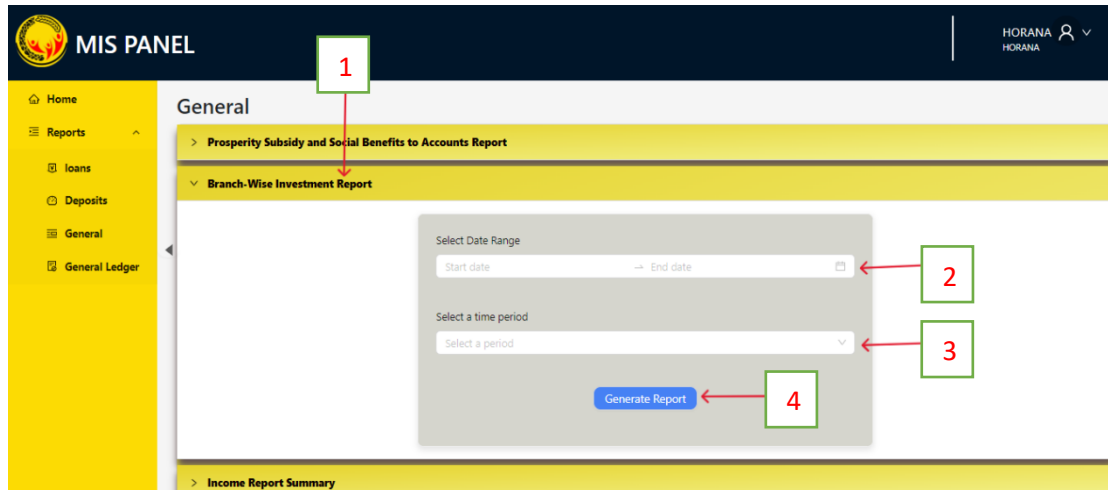 MIS PANEL
HORANA
HORANA
1
Home
Reports
loans
Deposits
General
General Ledger
General
Prosperity Subsidy and Social Benefits to Accounts Report
Branch-Wise Investment Report
Select Date Range
Start date → End date
2
Select a time period
Select a period
3
Generate Report
4
Income Report Summary